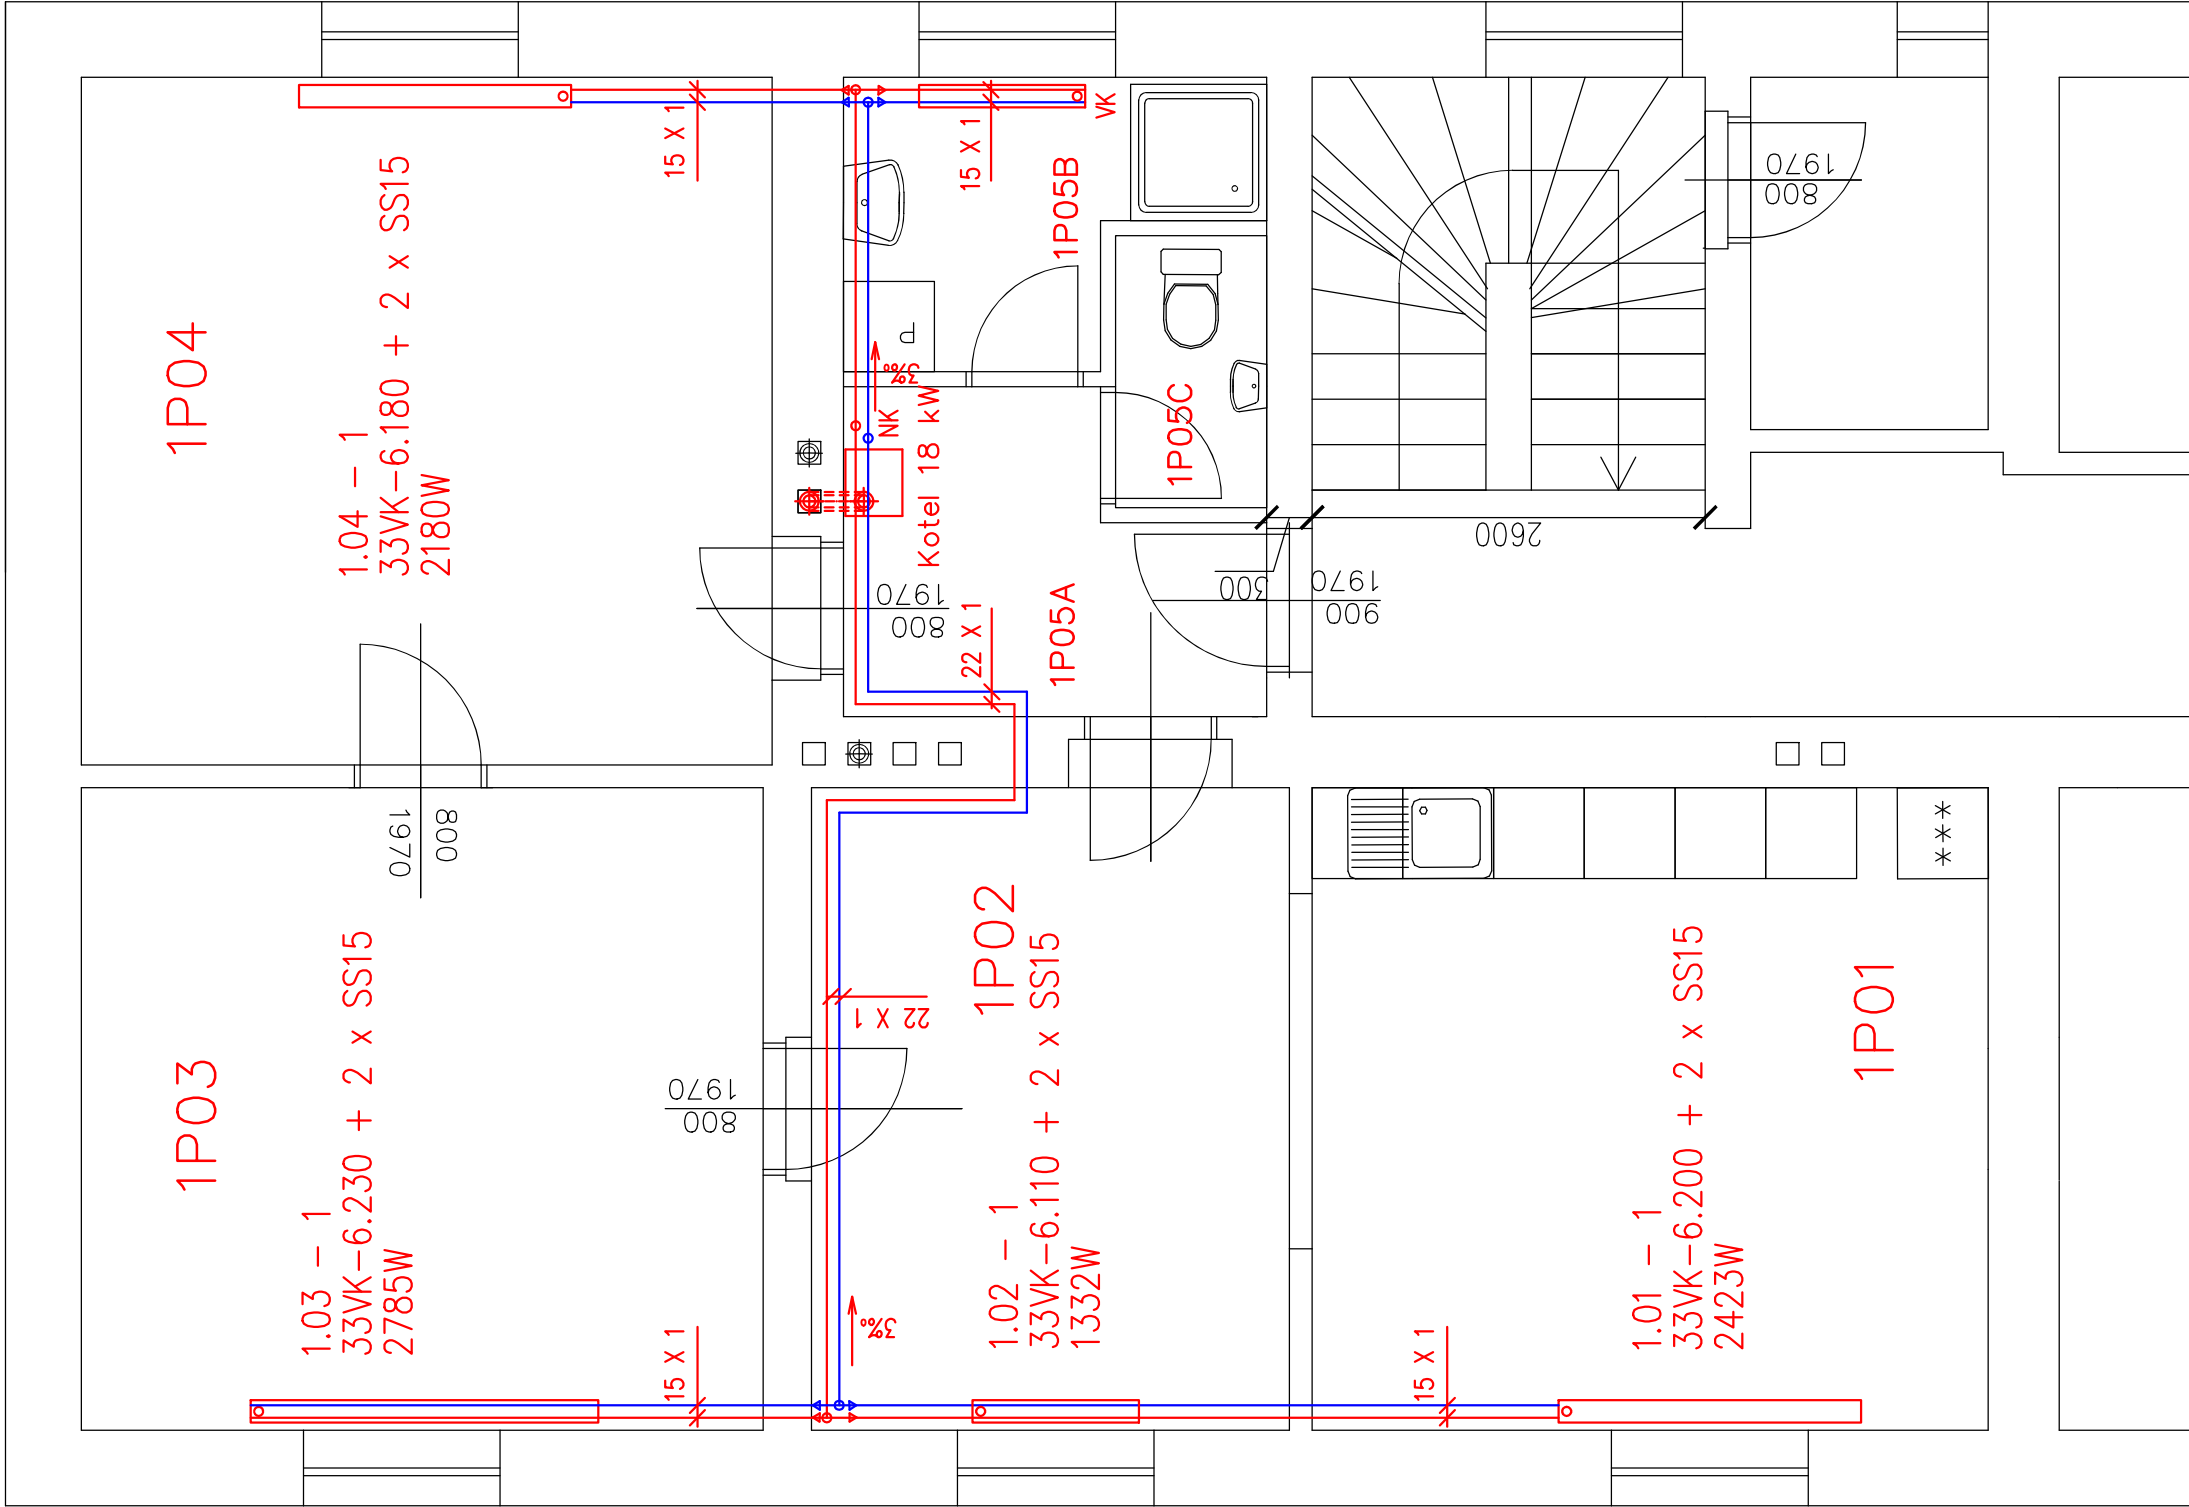 1P04
1.04 - 1
33VK-6.180 + 2 x SS15
2180W
15 X 1
15 X 1
VK
1P05B
P
3‰
NK
Kotel 18 kW
1P05C
1P05A
22 X 1
800
1970
800
1970
2600
300
900
1970
800
1970
1P03
1.03 - 1
33VK-6.230 + 2 x SS15
2785W
15 X 1
800
1970
22 X 1
3‰
1P02
1.02 - 1
33VK-6.110 + 2 x SS15
1332W
15 X 1
1.01 - 1
33VK-6.200 + 2 x SS15
2423W
1P01
***